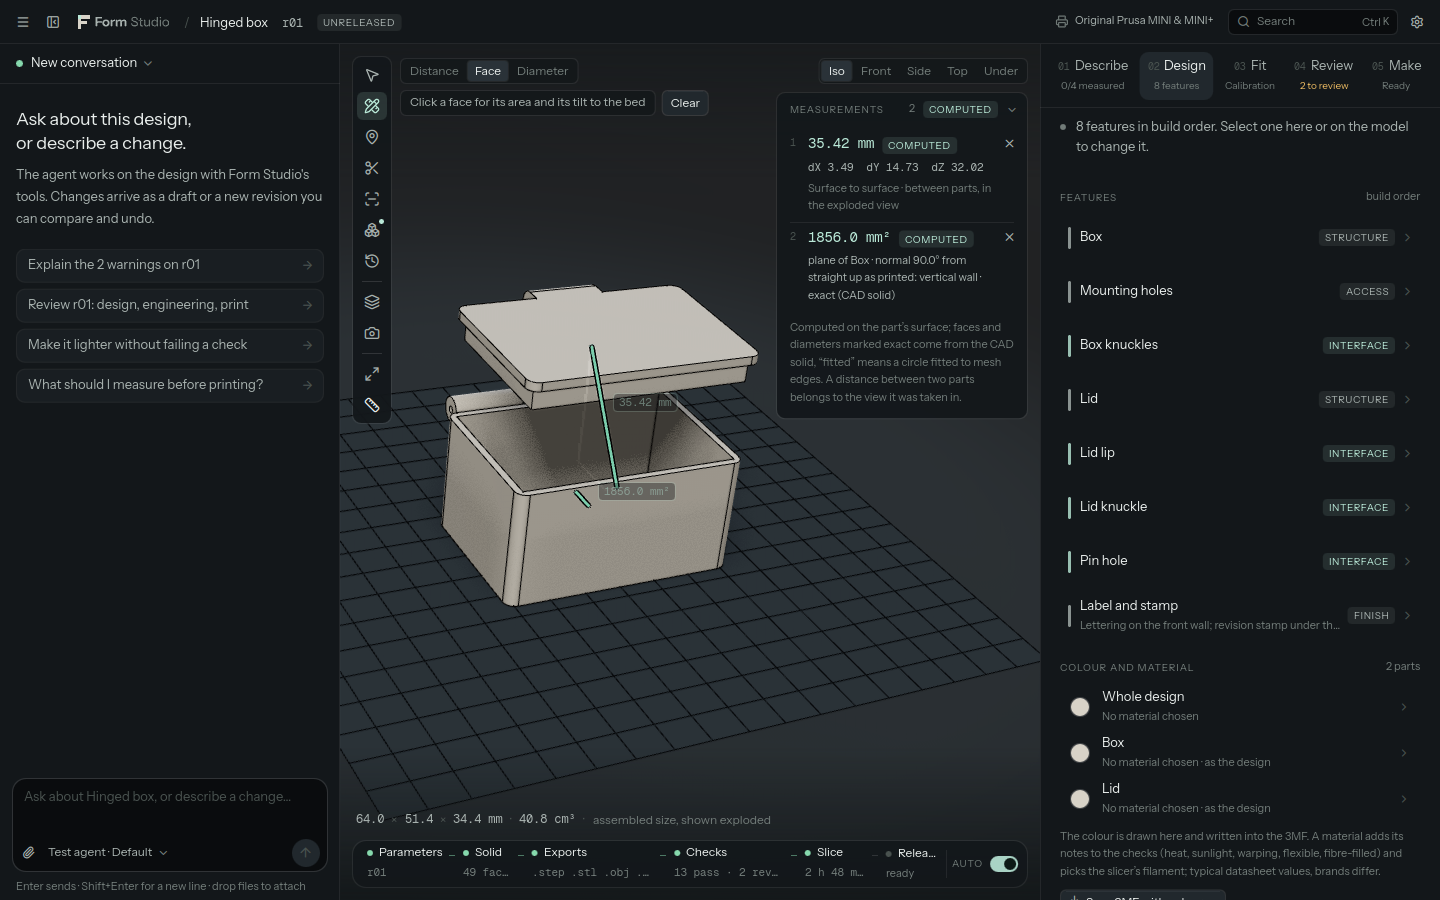 Form Studio / Hinged box r01 UNRELEASED
Original Prusa MINI & MINI+
Search Ctrl K
New conversation
Ask about this design,
or describe a change.
The agent works on the design with Form Studio's
tools. Changes arrive as a draft or a new revision you
can compare and undo.
Explain the 2 warnings on r01
Review r01: design, engineering, print
Make it lighter without failing a check
What should I measure before printing?
Ask about Hinged box, or describe a change...
Test agent · Default
Enter sends · Shift+Enter for a new line · drop files to attach
Distance Face Diameter
Click a face for its area and its tilt to the bed
Clear
Iso Front Side Top Under
MEASUREMENTS 2 COMPUTED
1 35.42 mm COMPUTED
dX 3.49 dY 14.73 dZ 32.02
Surface to surface · between parts, in
the exploded view
2 1856.0 mm² COMPUTED
plane of Box · normal 90.0° from
straight up as printed: vertical wall ·
exact (CAD solid)
Computed on the part's surface; faces and
diameters marked exact come from the CAD
solid, “fitted” means a circle fitted to mesh
edges. A distance between two parts
belongs to the view it was taken in.
35.42 mm
1856.0 mm²
64.0 × 51.4 × 34.4 mm · 40.8 cm³ · assembled size, shown exploded
Parameters
r01
Solid
49 fac…
Exports
.step .stl .obj …
Checks
13 pass · 2 rev…
Slice
2 h 48 m…
Relea...
ready
AUTO
01 Describe
0/4 measured
02 Design
8 features
03 Fit
Calibration
04 Review
2 to review
05 Make
Ready
8 features in build order. Select one here or on the model
to change it.
FEATURES build order
Box STRUCTURE
Mounting holes ACCESS
Box knuckles INTERFACE
Lid STRUCTURE
Lid lip INTERFACE
Lid knuckle INTERFACE
Pin hole INTERFACE
Label and stamp FINISH
Lettering on the front wall; revision stamp under th...
COLOUR AND MATERIAL 2 parts
Whole design
No material chosen
Box
No material chosen · as the design
Lid
No material chosen · as the design
The colour is drawn here and written into the 3MF. A material adds its
notes to the checks (heat, sunlight, warping, flexible, fibre-filled) and
picks the slicer's filament; typical datasheet values, brands differ.